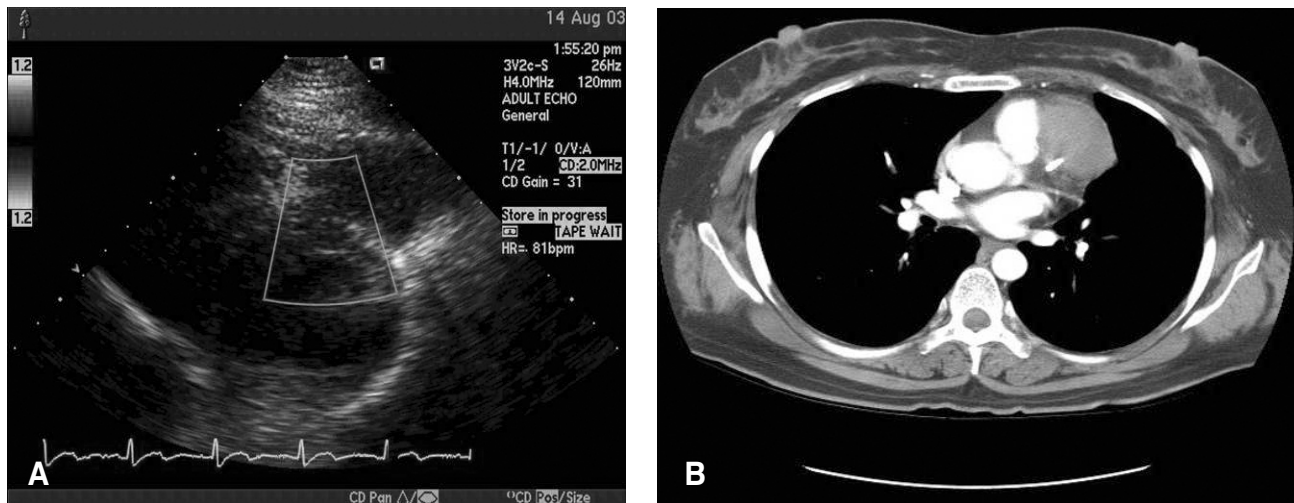 14 Aug 03
1:55:20 pm
3V2c-S 26Hz
H4.0MHz 120mm
ADULT ECHO
General
T1/-1/ 0/V:A
1/2 CD:2.0MHz
CD Gain = 31
Store in progress
TAPE WAIT
HR= 81bpm
1.2
1.2
A
CD Pan
CD Pos/Size
B